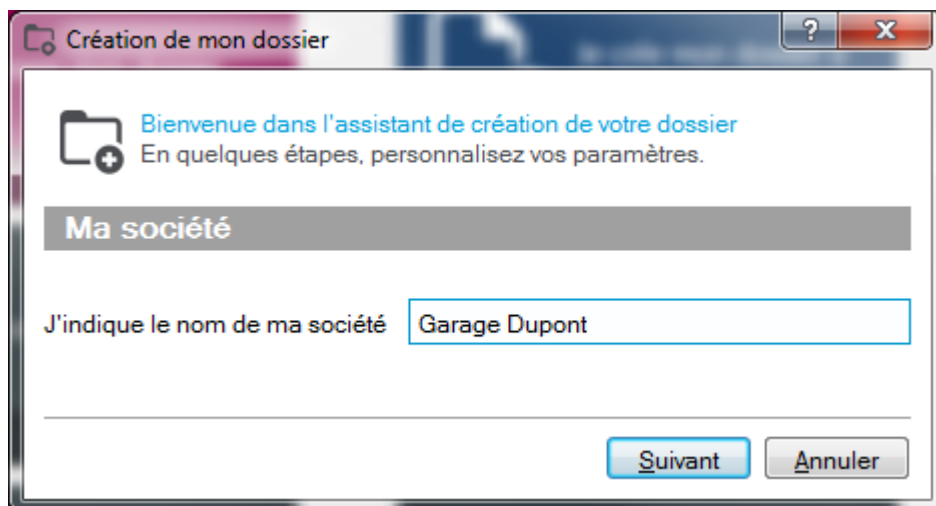 Création de mon dossier
?
Bienvenue dans l'assistant de création de votre dossier
En quelques étapes, personnalisez vos paramètres.
Ma société
J'indique le nom de ma société Garage Dupont
Suivant Annuler